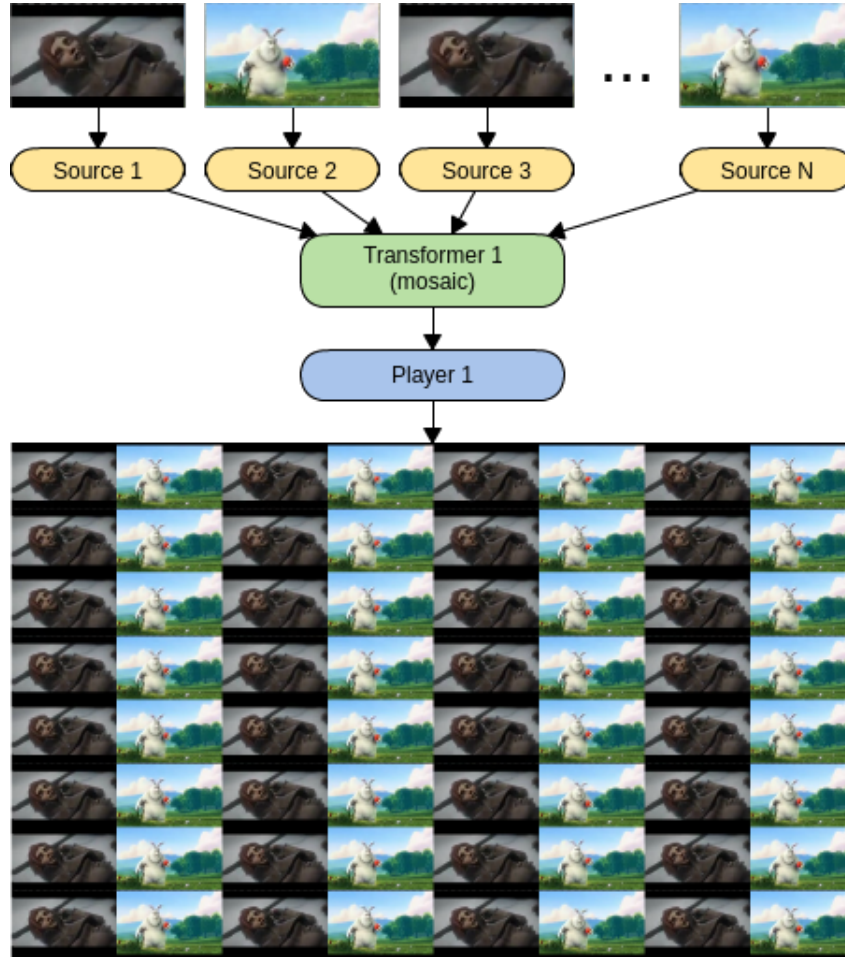 ...
Source 1
Source 2
Source 3
Source N
Transformer 1
(mosaic)
Player 1